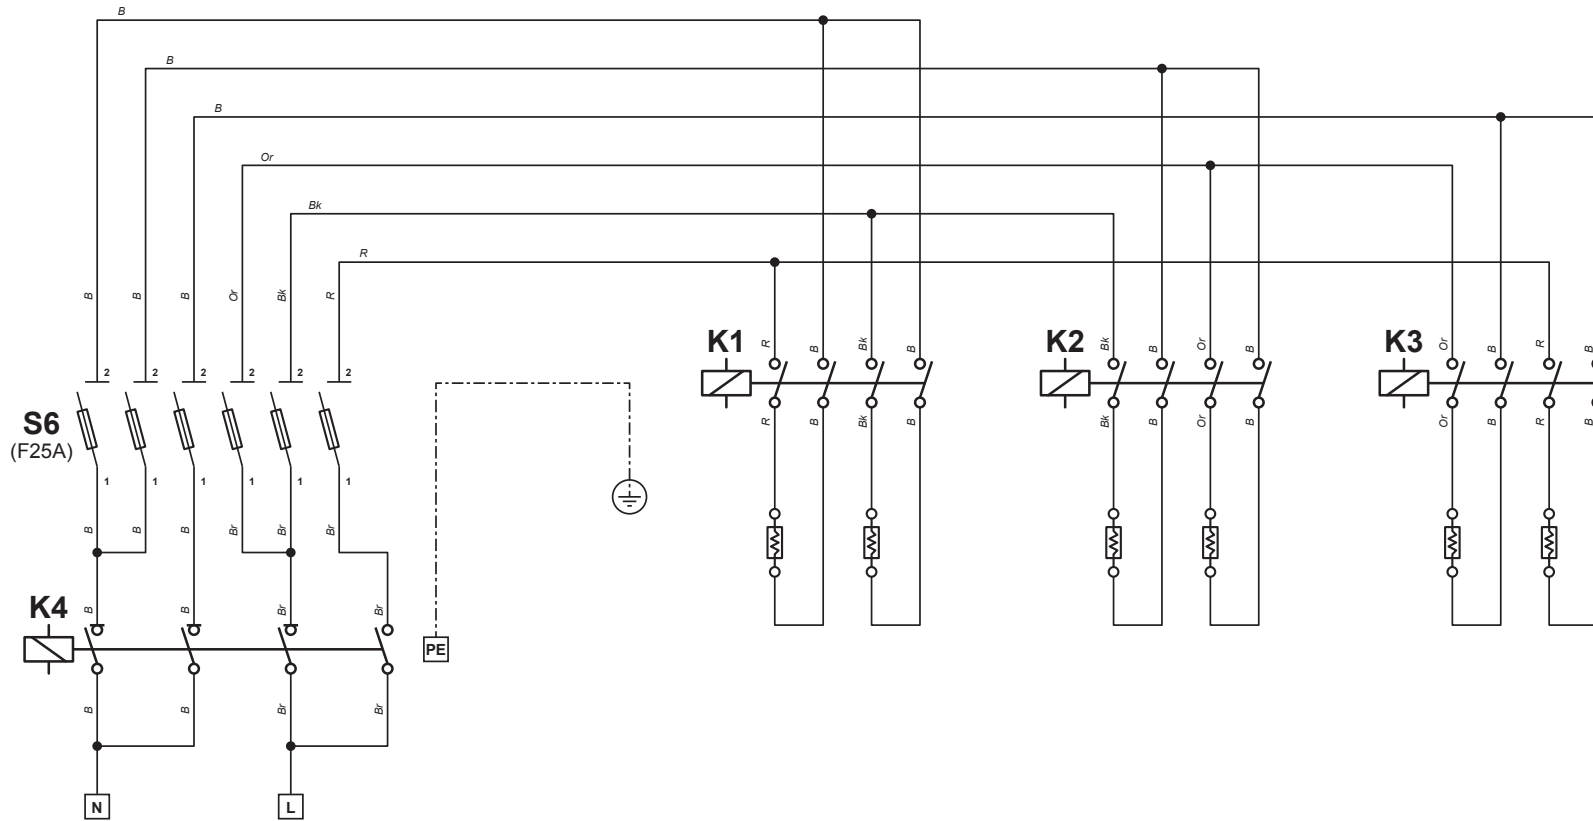 B
B
B
Or
Bk
R
B B B Or Bk R
K1 R B Bk B
K2 Bk B Or B
K3 Or B R B
2 2 2 2 2 2
S6
(F25A)
R B Bk B
Bk B Or B
Or B R B
1 1 1 1 1 1
B B Br Br Br
K4 B B Br Br
PE
B B Br Br
N L